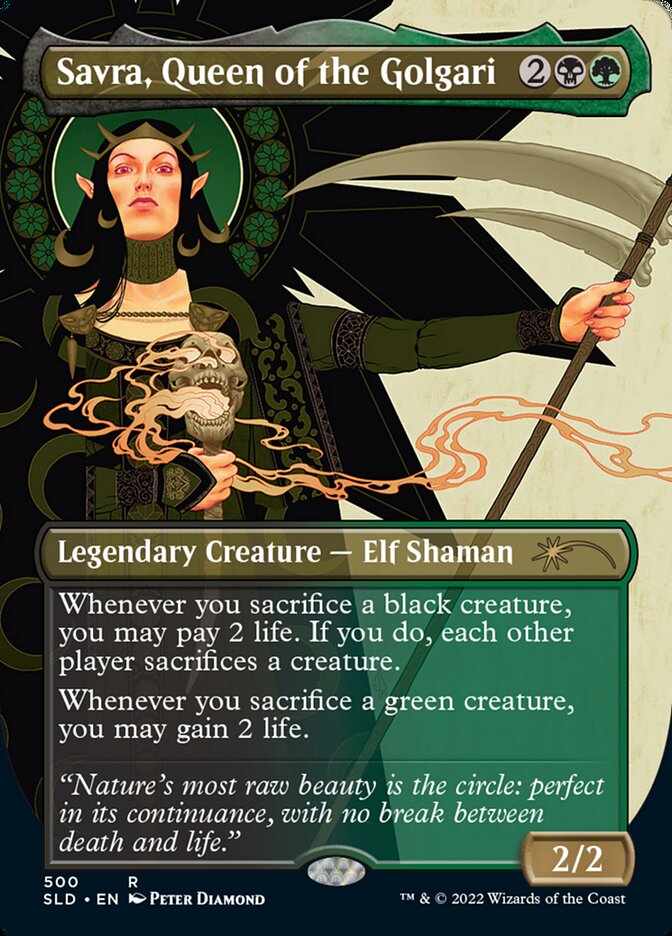 Savra, Queen of the Golgari 2
Legendary Creature — Elf Shaman
Whenever you sacrifice a black creature,
you may pay 2 life. If you do, each other
player sacrifices a creature.
Whenever you sacrifice a green creature,
you may gain 2 life.
“Nature’s most raw beauty is the circle: perfect
in its continuance, with no break between
death and life.”
2/2
500 R
SLD • EN Peter Diamond
™ & © 2022 Wizards of the Coast